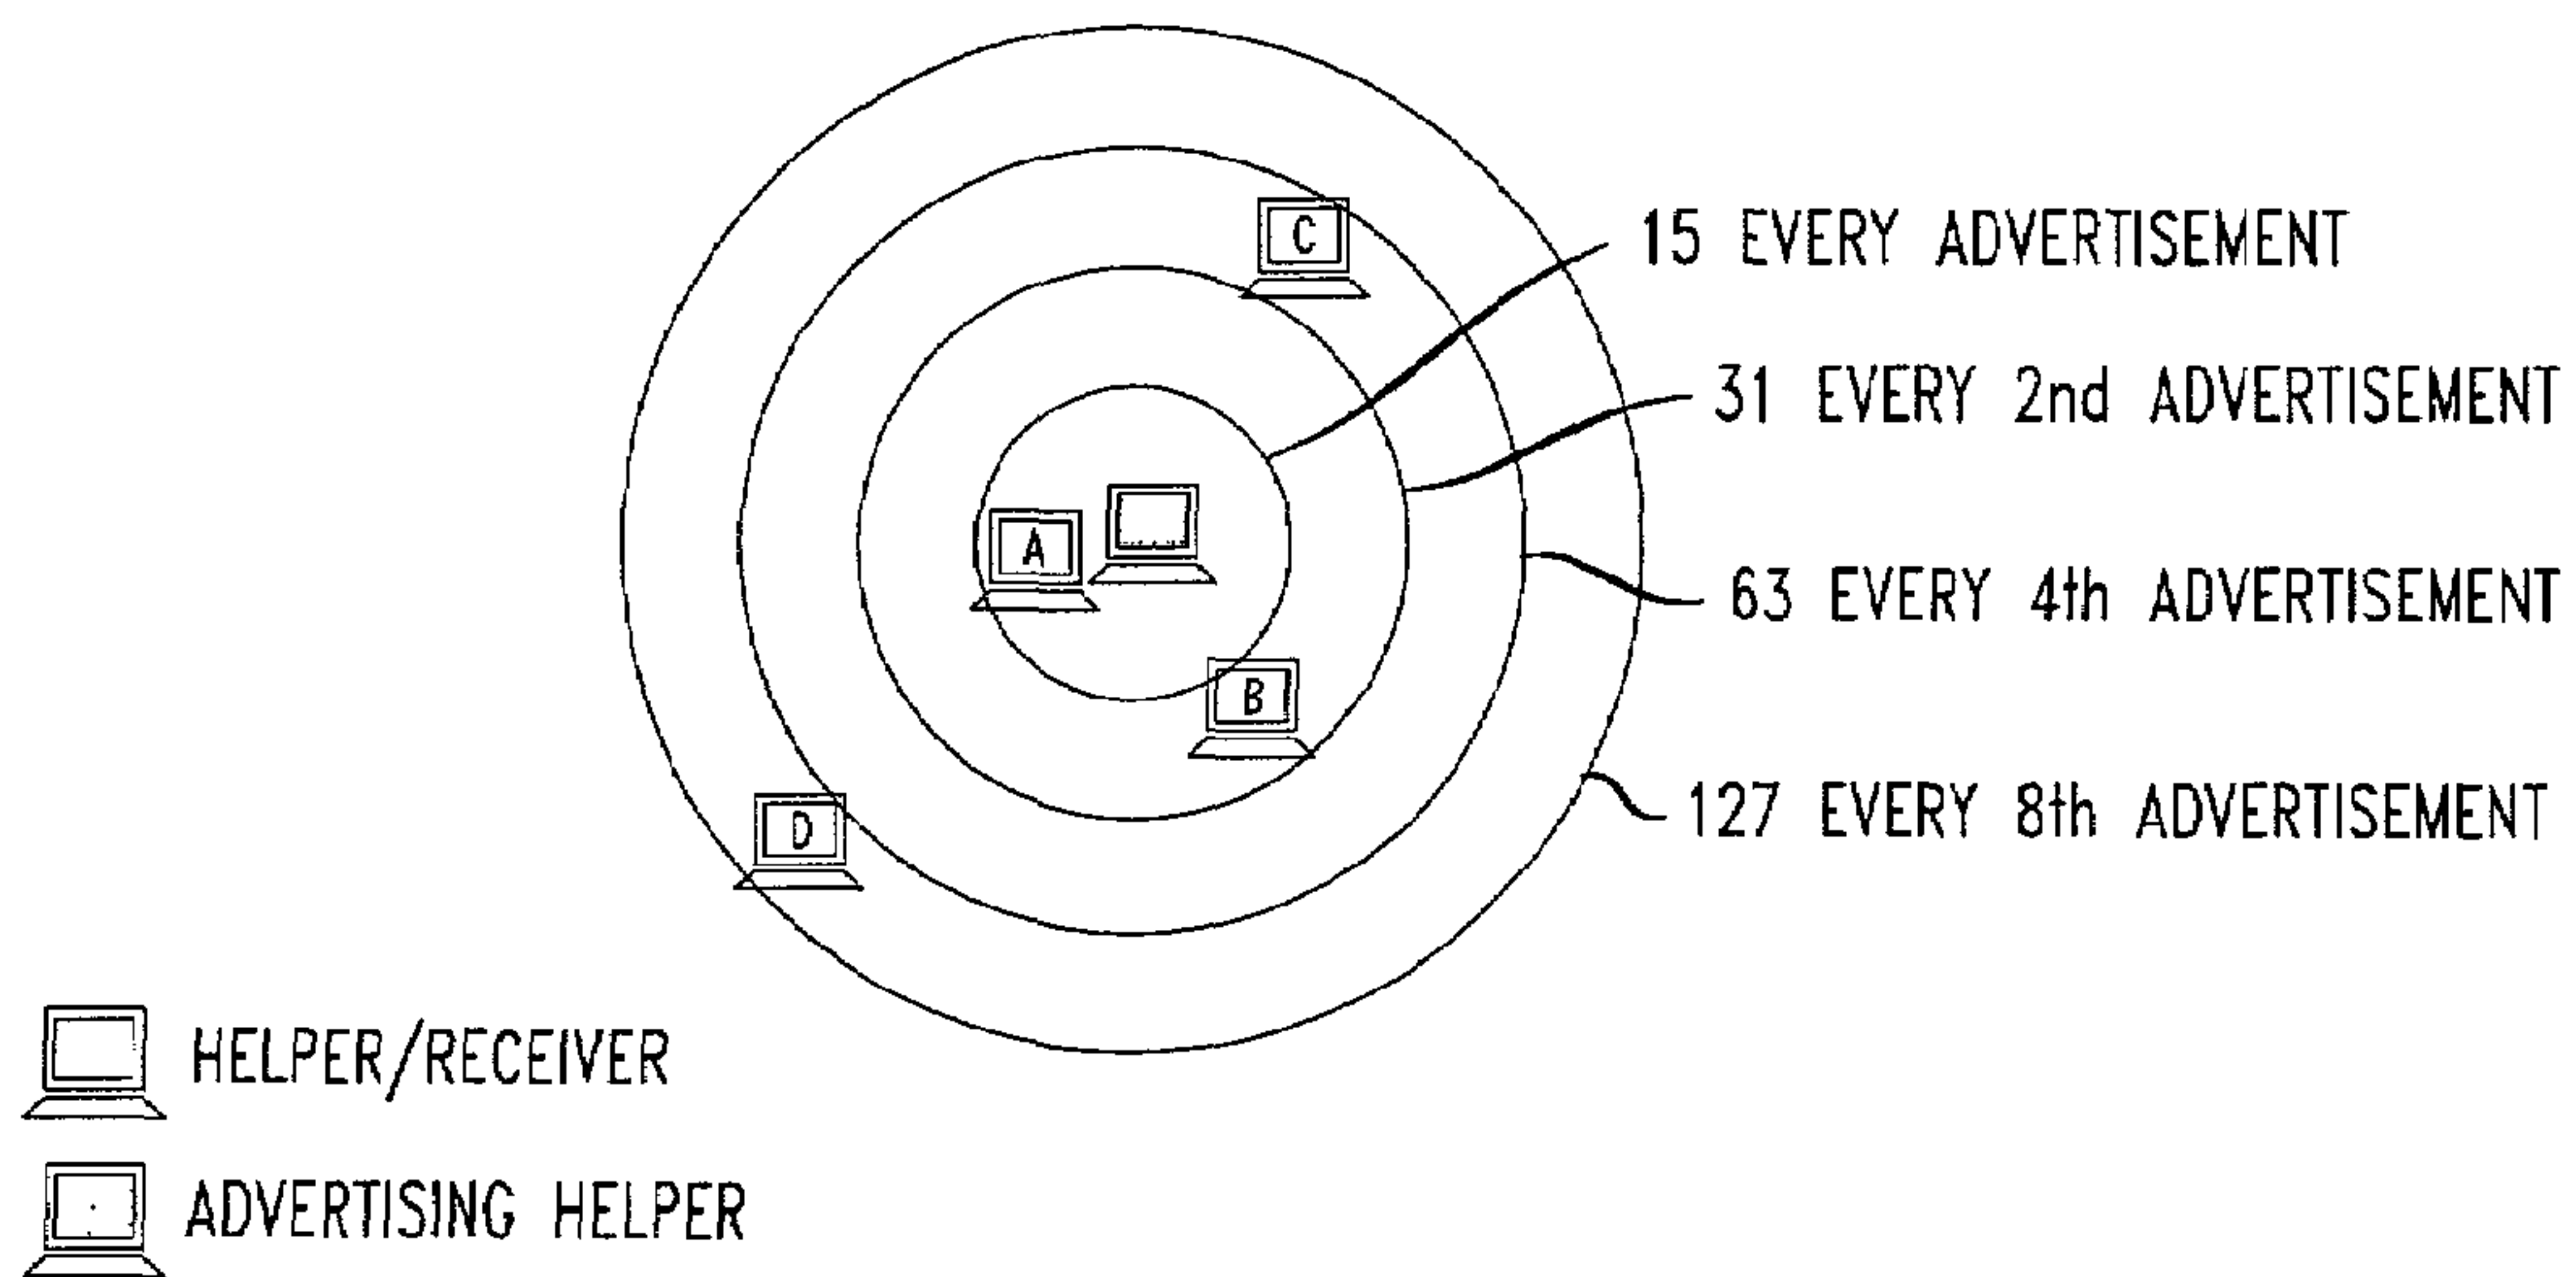 C
15 EVERY ADVERTISEMENT
31 EVERY 2nd ADVERTISEMENT
A
63 EVERY 4th ADVERTISEMENT
B
127 EVERY 8th ADVERTISEMENT
D
HELPER/RECEIVER
ADVERTISING HELPER